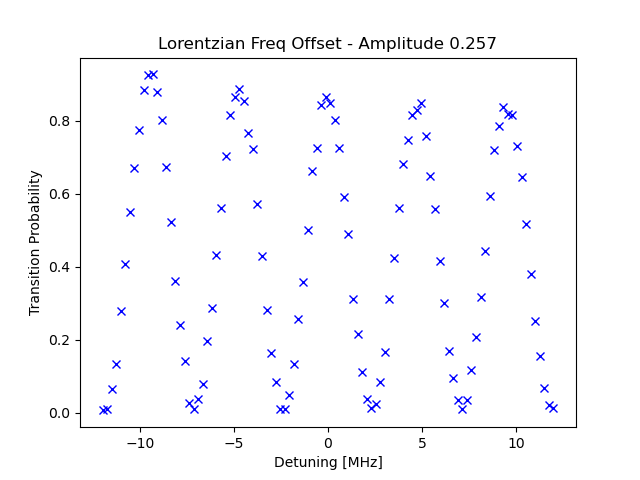 Lorentzian Freq Offset - Amplitude 0.257
Transition Probability
0.8
0.6
0.4
0.2
0.0
−10 −5 0 5 10
Detuning [MHz]